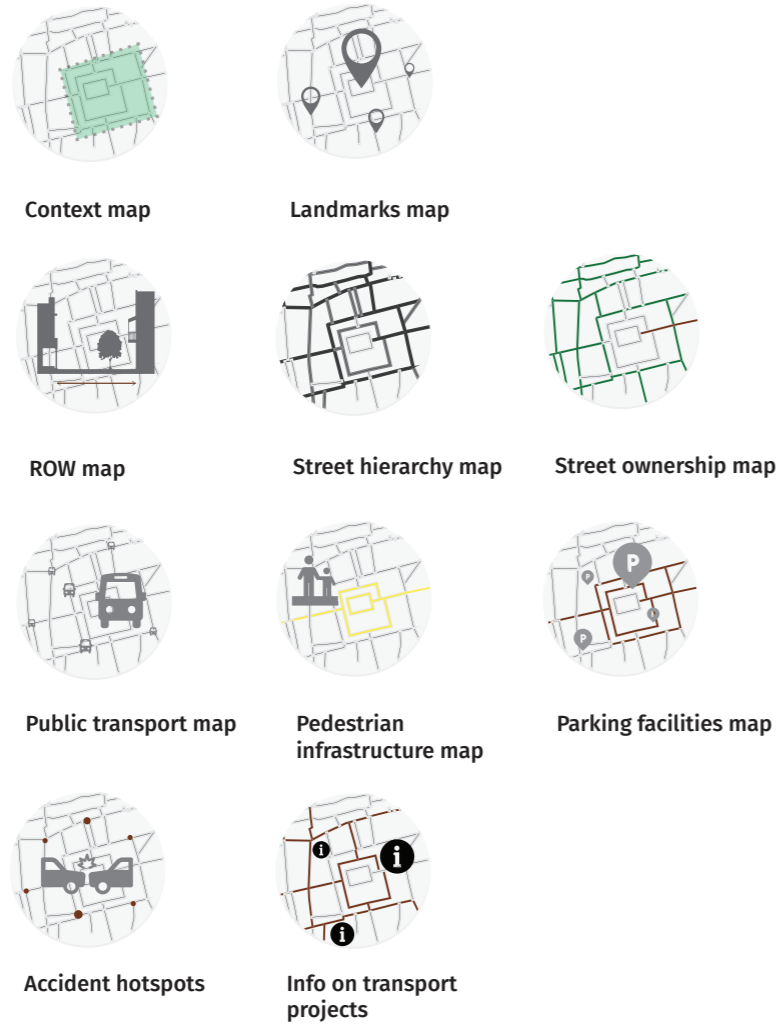 Context map
Landmarks map
ROW map
Street hierarchy map
Street ownership map
P
P
P
Public transport map
Pedestrian
infrastructure map
Parking facilities map
i
i
i
Accident hotspots
Info on transport
projects